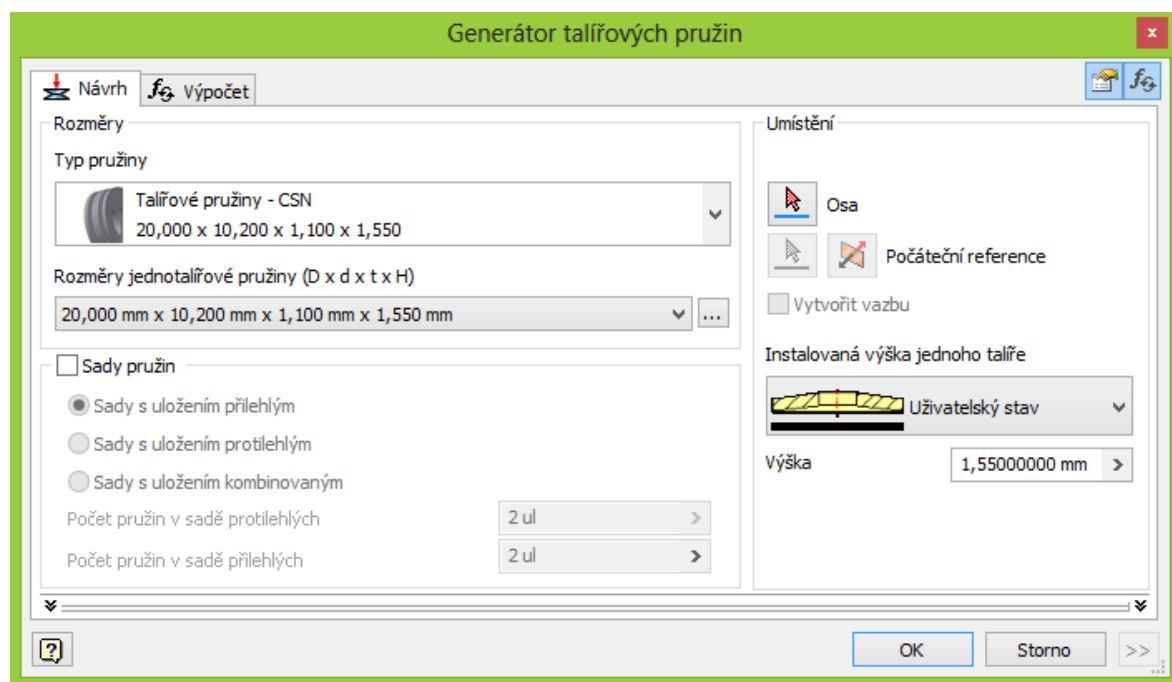 Generátor talířových pružin
x
Návrh
fG Výpočet
fG
Rozměry
Typ pružiny
Talířové pružiny - CSN
20,000 x 10,200 x 1,100 x 1,550
Rozměry jednotalířové pružiny (D x d x t x H)
20,000 mm x 10,200 mm x 1,100 mm x 1,550 mm
...
Sady pružin
Sady s uložením přilehlým
Sady s uložením protilehlým
Sady s uložením kombinovaným
Počet pružin v sadě protilehlých
2 ul
>
Počet pružin v sadě přilehlých
2 ul
>
Umístění
Osa
Počáteční reference
Vytvořit vazbu
Instalovaná výška jednoho talíře
Uživatelský stav
Výška
1,55000000 mm
>
?
OK
Storno
>>